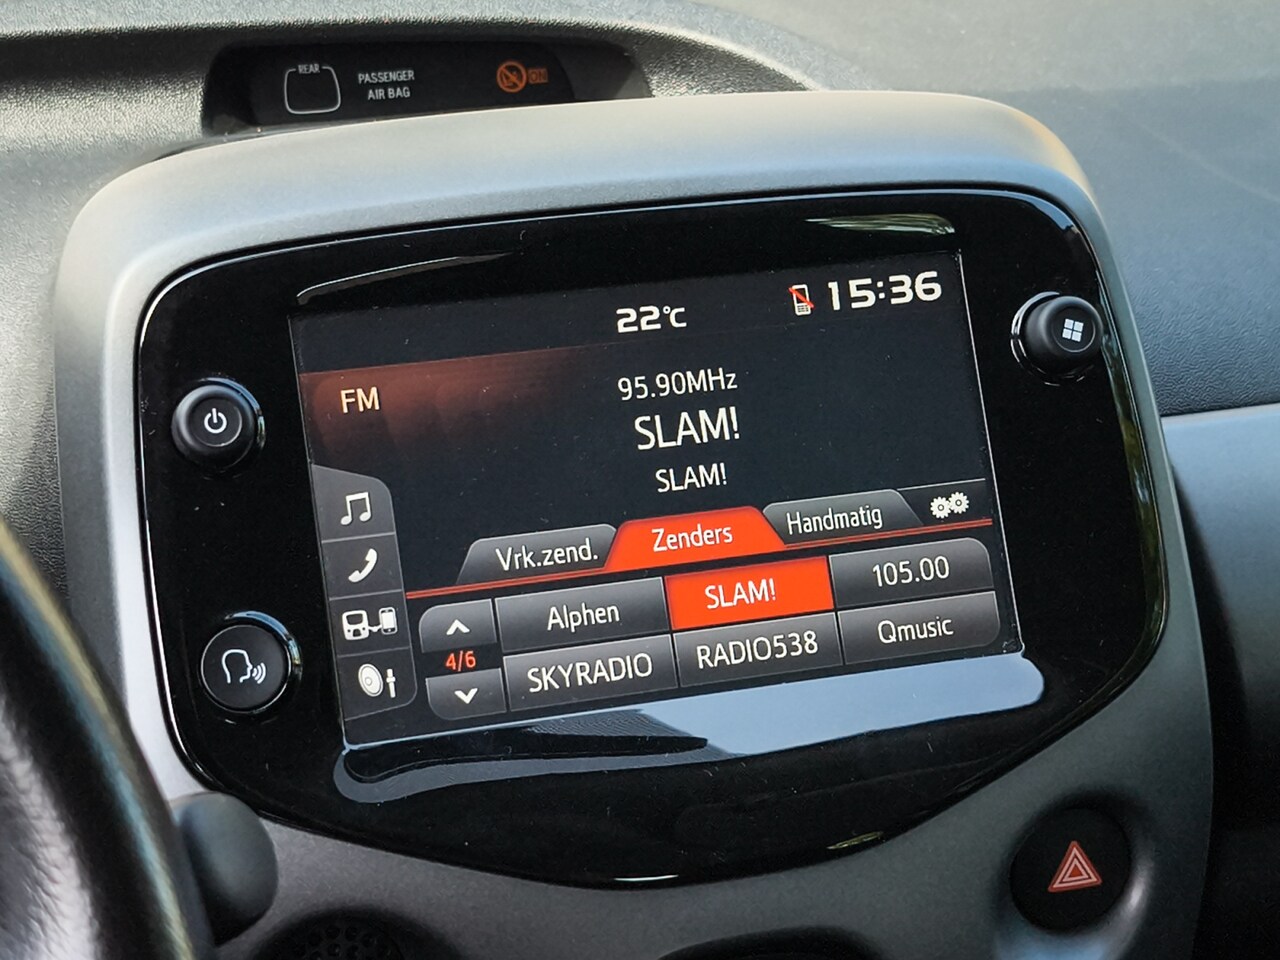 REAR
PASSENGER
AIR BAG
ON
22°C
15:36
FM
95.90MHz
SLAM!
SLAM!
Vrk.zend.
Zenders
Handmatig
4/6
Alphen
SLAM!
105.00
SKYRADIO
RADIO538
Qmusic